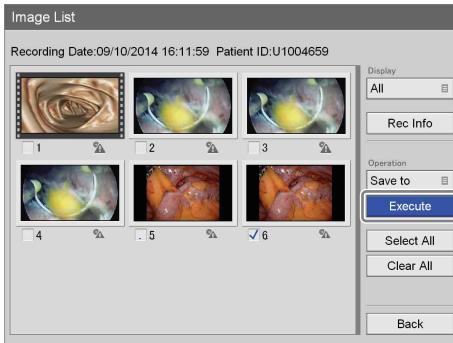 Image List
Recording Date:09/10/2014 16:11:59 Patient ID:U1004659
Display
All
Rec Info
1
2
3
Operation
Save to
Execute
4
5
6
Select All
Clear All
Back